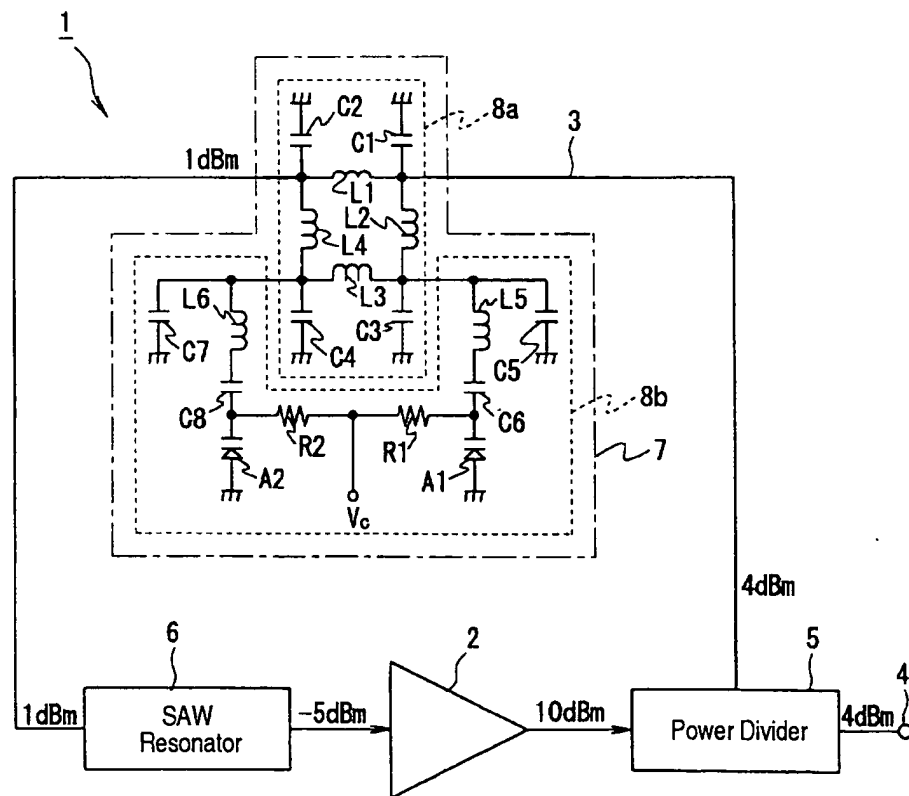 1
C2
C1
8a
3
1dBm
L1
L2
L4
L6
L3
L5
C7
C4
C3
C5
8b
C8
R2
R1
C6
7
A2
A1
Vc
4dBm
6
2
5
4
1dBm
SAW
Resonator
-5dBm
10dBm
Power Divider
4dBm